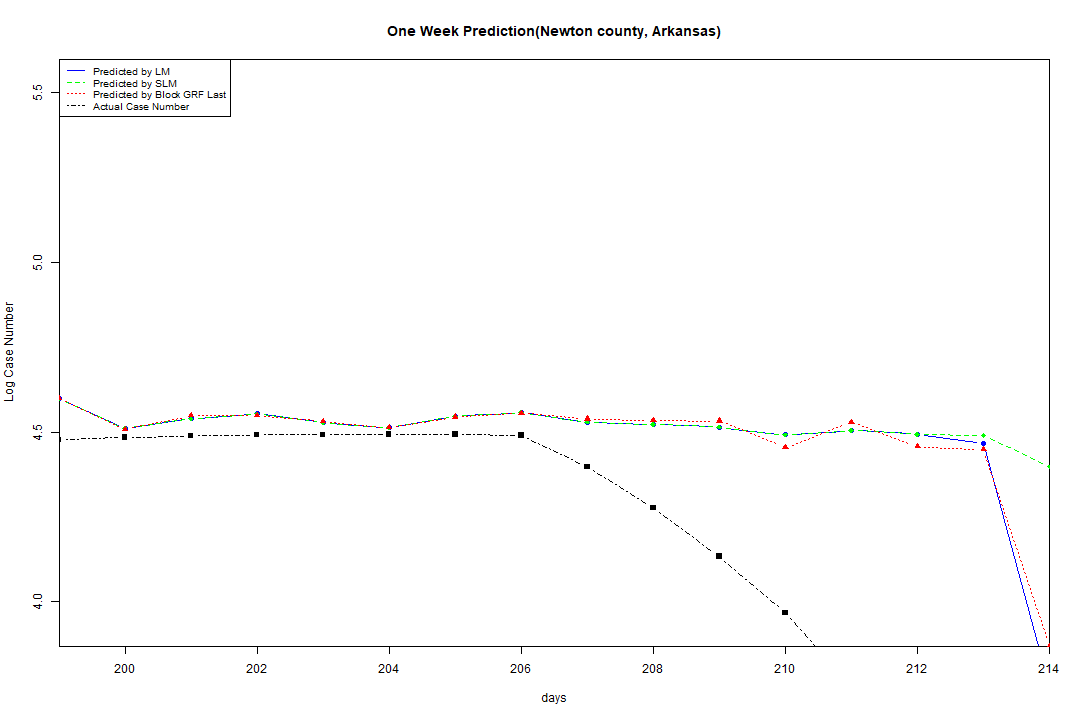 One Week Prediction(Newton county, Arkansas)
Predicted by LM
Predicted by SLM
Predicted by Block GRF Last
Actual Case Number
5.5
5.0
4.5
4.0
Log Case Number
200 202 204 206 208 210 212 214
days